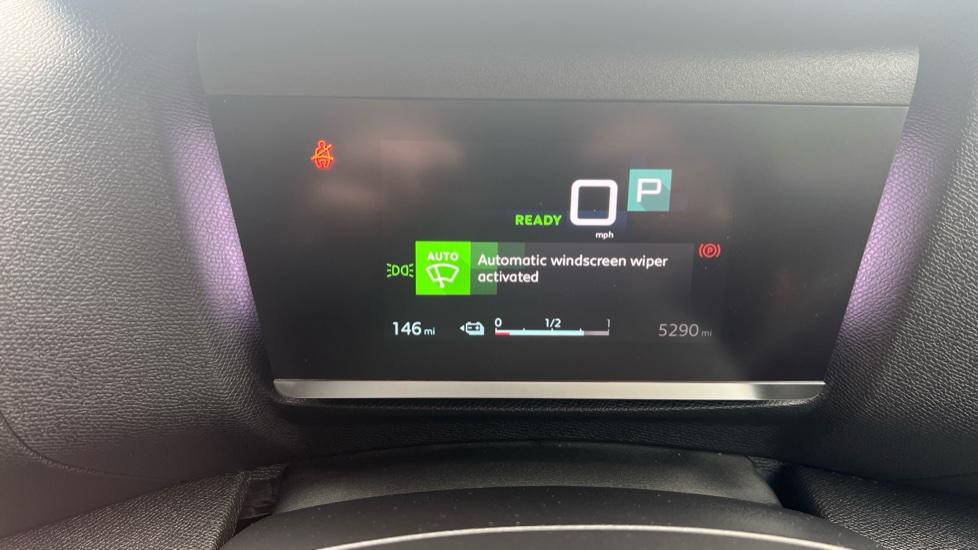 0 P
READY
mph
AUTO
Automatic windscreen wiper
activated
P
146 mi
0 1/2 1
5290 mi